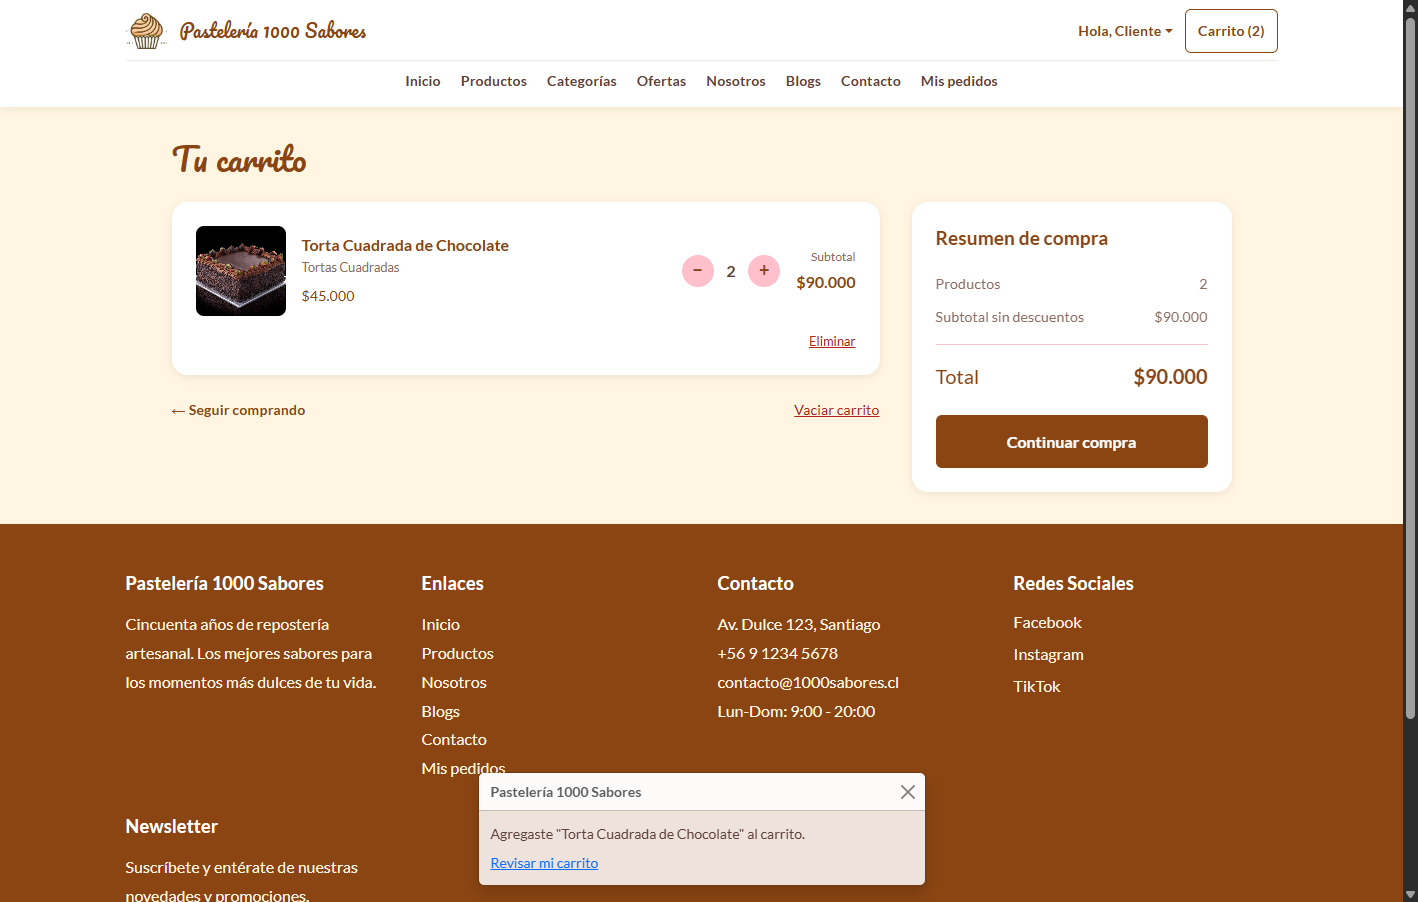 Pastelería 1000 Sabores
Hola, Cliente
Carrito (2)
Inicio
Productos
Categorías
Ofertas
Nosotros
Blogs
Contacto
Mis pedidos
Tu carrito
Torta Cuadrada de Chocolate
Tortas Cuadradas
$45.000
−
2
+
Subtotal
$90.000
Eliminar
← Seguir comprando
Vaciar carrito
Resumen de compra
Productos 2
Subtotal sin descuentos $90.000
Total $90.000
Continuar compra
Pastelería 1000 Sabores
Cincuenta años de repostería
artesanal. Los mejores sabores para
los momentos más dulces de tu vida.
Enlaces
Inicio
Productos
Nosotros
Blogs
Contacto
Mis pedidos
Contacto
Av. Dulce 123, Santiago
+56 9 1234 5678
contacto@1000sabores.cl
Lun-Dom: 9:00 - 20:00
Redes Sociales
Facebook
Instagram
TikTok
Newsletter
Suscríbete y entérate de nuestras
novedades y promociones.
Pastelería 1000 Sabores
Agregaste "Torta Cuadrada de Chocolate" al carrito.
Revisar mi carrito